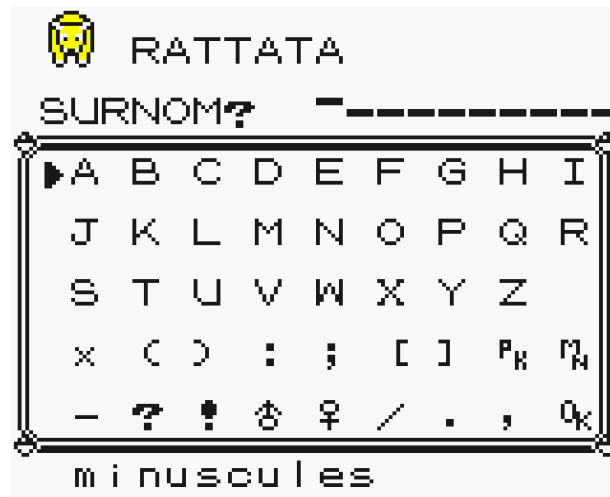 RATTATA
SURNOM?
A B C D E F G H I
J K L M N O P Q R
S T U V W X Y Z
× ( ) : ; [ ] PK MN
- ? ! ♂ ♀ / . , OK
minuscules